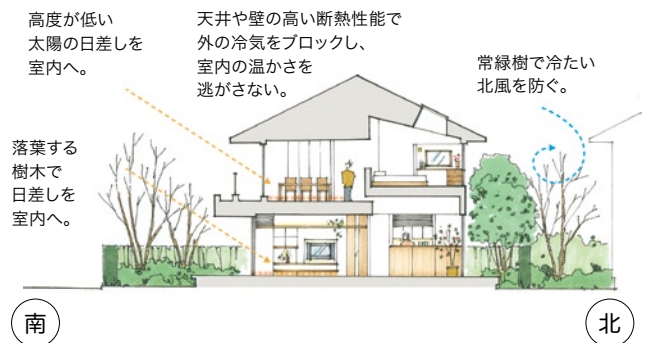 高度が低い
太陽の日差しを
室内へ。
天井や壁の高い断熱性能で
外の冷気をブロックし、
室内の温かさを
逃がさない。
常緑樹で冷たい
北風を防ぐ。
落葉する
樹木で
日差しを
室内へ。
南
北